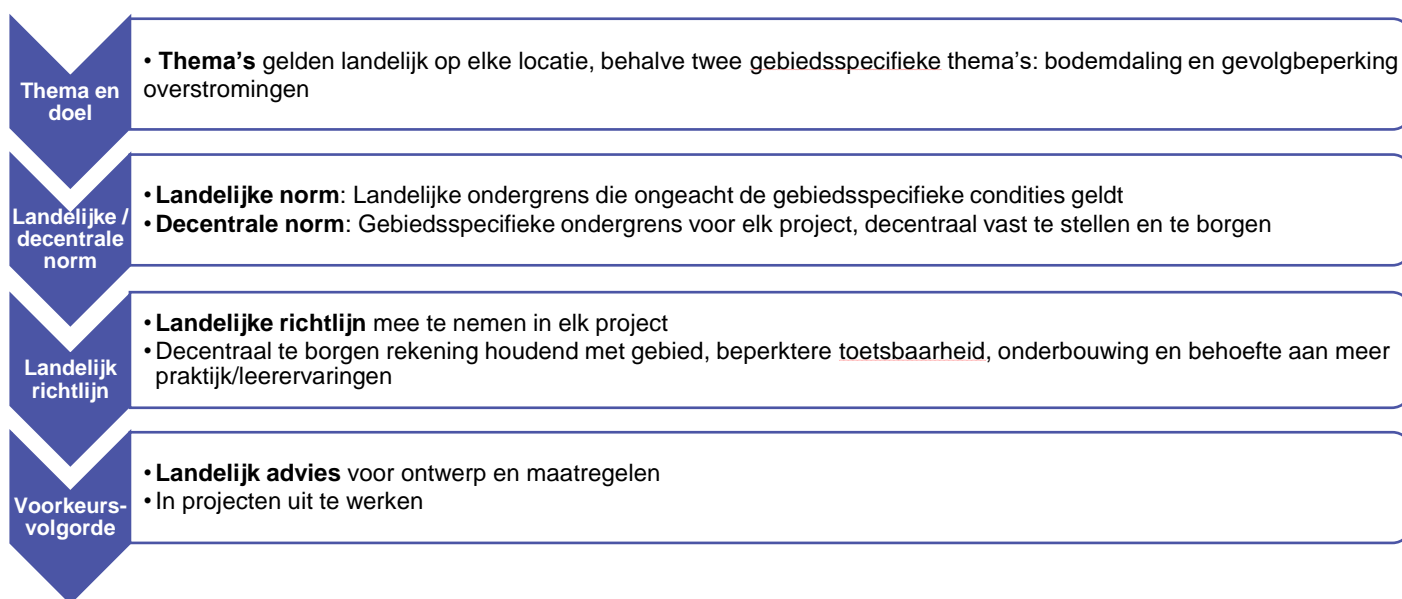 Thema en
doel
• Thema's gelden landelijk op elke locatie, behalve twee gebiedsspecifieke thema's: bodemdaling en gevolgbeperking
overstromingen
Landelijke /
decentrale
norm
• Landelijke norm: Landelijke ondergrens die ongeacht de gebiedsspecifieke condities geldt
• Decentrale norm: Gebiedsspecifieke ondergrens voor elk project, decentraal vast te stellen en te borgen
Landelijk
richtlijn
• Landelijke richtlijn mee te nemen in elk project
• Decentraal te borgen rekening houdend met gebied, beperktere toetsbaarheid, onderbouwing en behoefte aan meer
praktijk/leerervaringen
Voorkeurs-
volgorde
• Landelijk advies voor ontwerp en maatregelen
• In projecten uit te werken